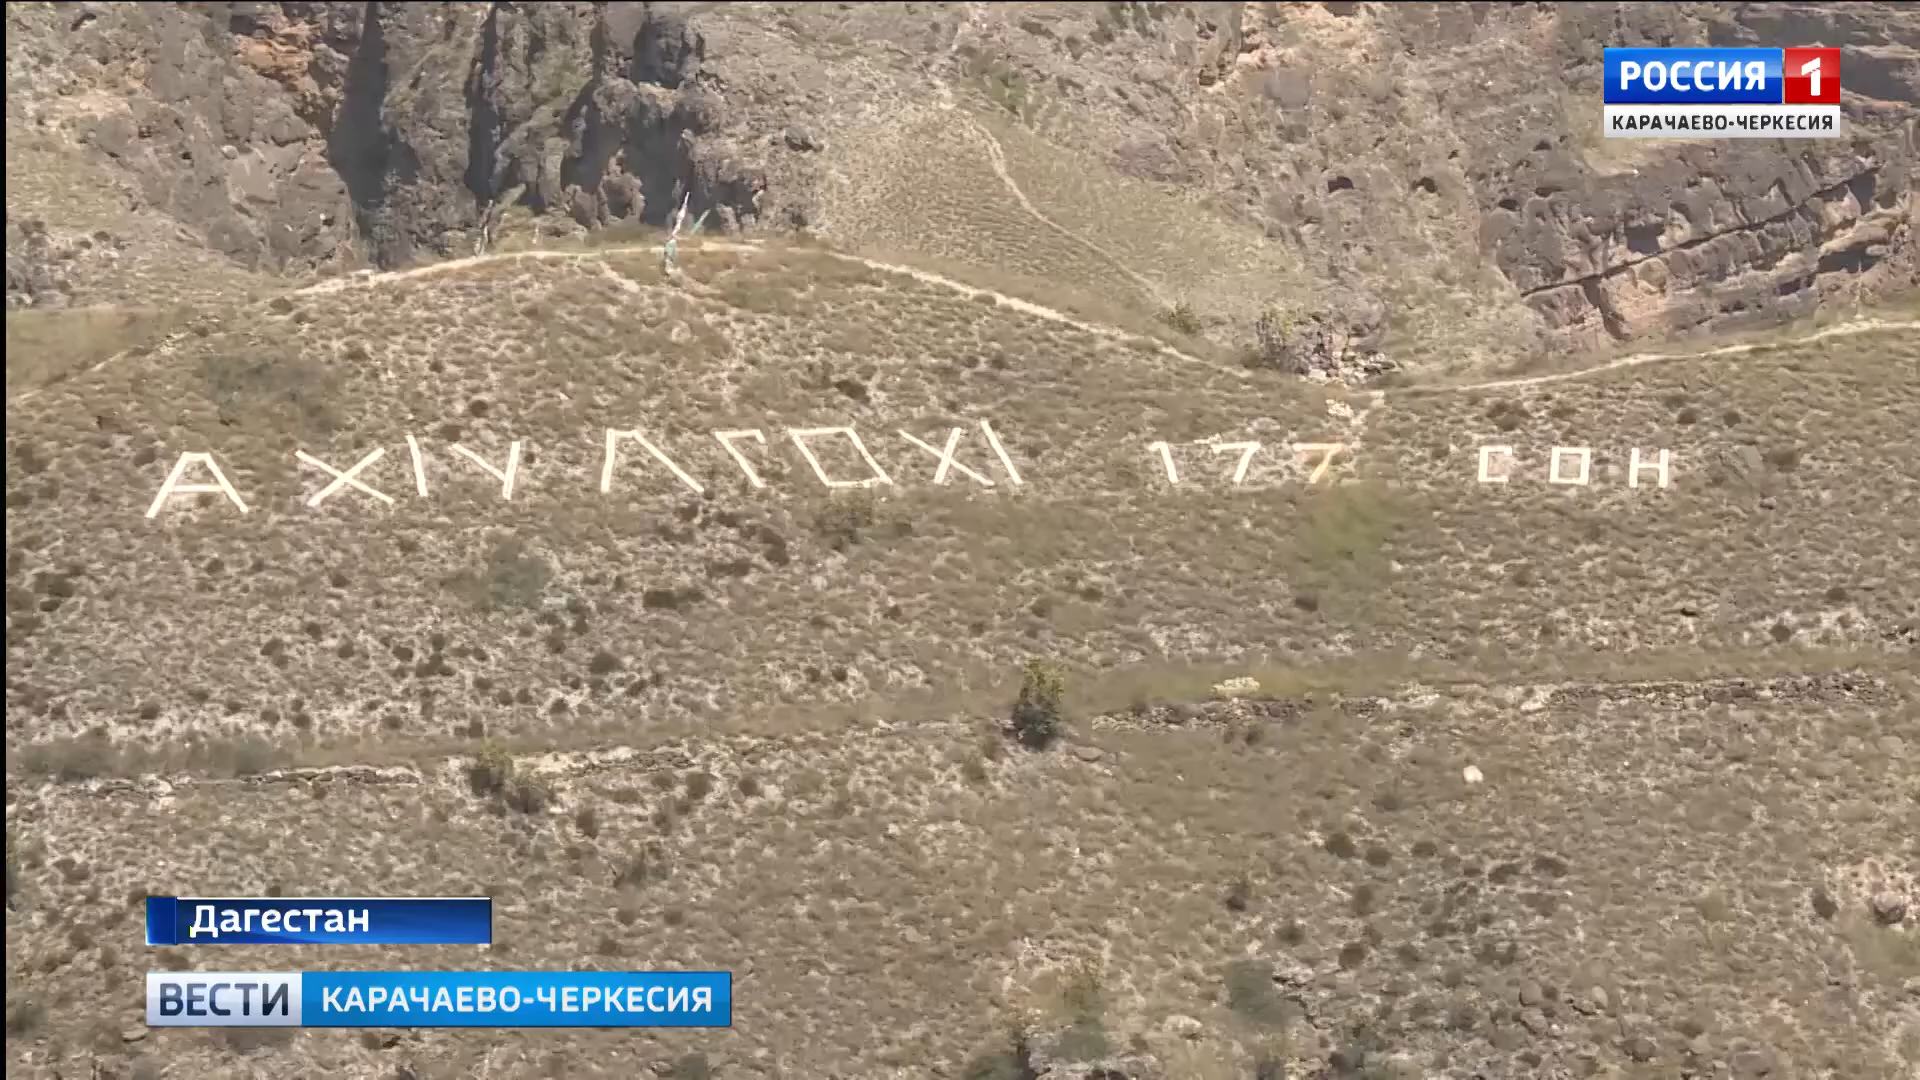 РОССИЯ 1
КАРАЧАЕВО-ЧЕРКЕСИЯ
АХIУЛГОХI 177 СОН
Дагестан
ВЕСТИ КАРАЧАЕВО-ЧЕРКЕСИЯ